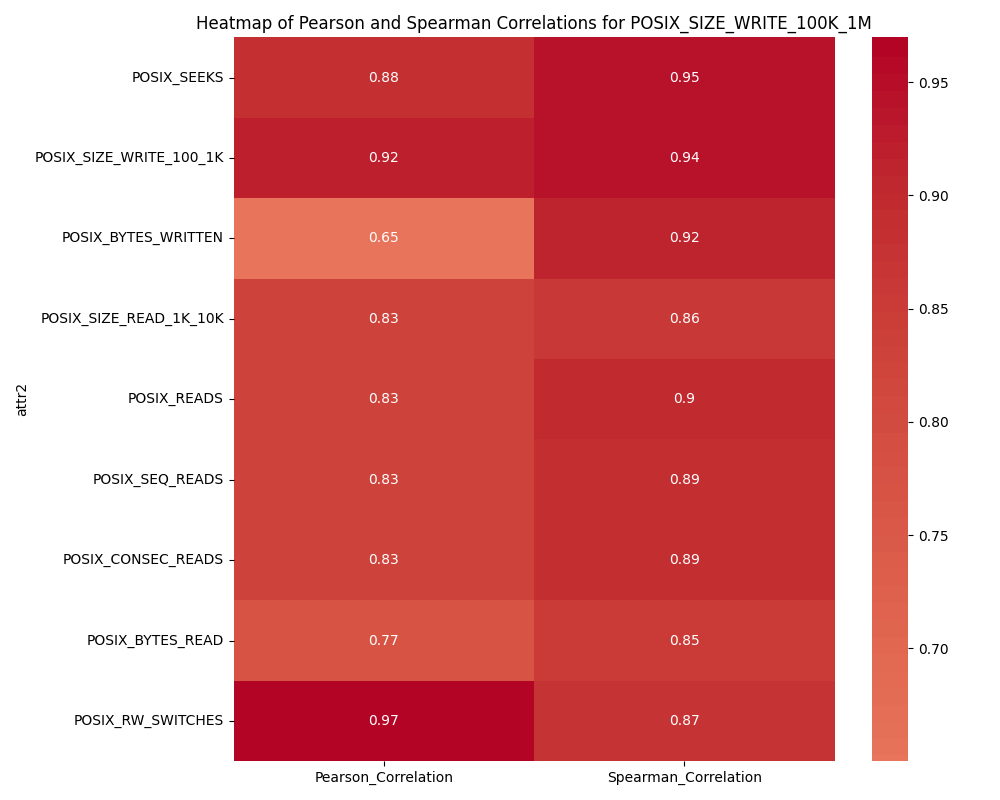 Heatmap of Pearson and Spearman Correlations for POSIX_SIZE_WRITE_100K_1M
POSIX_SEEKS 0.88 0.95
POSIX_SIZE_WRITE_100_1K 0.92 0.94
POSIX_BYTES_WRITTEN 0.65 0.92
POSIX_SIZE_READ_1K_10K 0.83 0.86
POSIX_READS 0.83 0.9
POSIX_SEQ_READS 0.83 0.89
POSIX_CONSEC_READS 0.83 0.89
POSIX_BYTES_READ 0.77 0.85
POSIX_RW_SWITCHES 0.97 0.87
attr2
Pearson_Correlation Spearman_Correlation
0.95
0.90
0.85
0.80
0.75
0.70